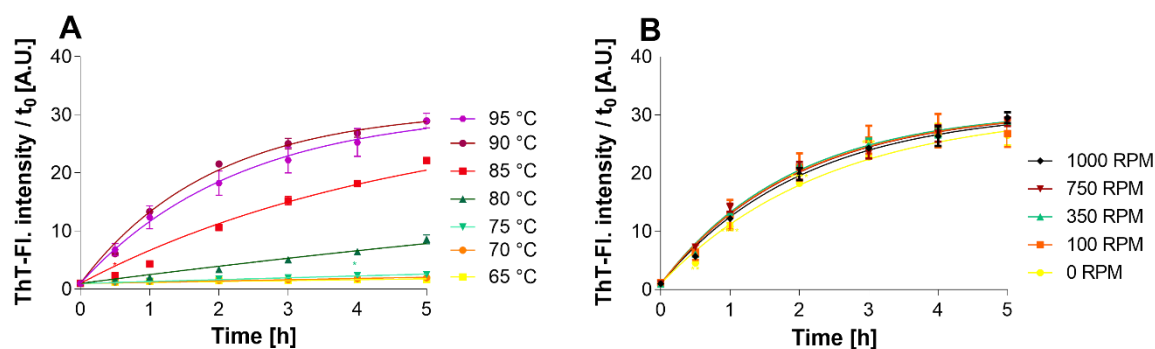 A
ThT-Fl. intensity / t₀ [A.U.]
40
30
20
10
0
0 1 2 3 4 5
Time [h]
95 °C
90 °C
85 °C
80 °C
75 °C
70 °C
65 °C
B
ThT-Fl. intensity / t₀ [A.U.]
40
30
20
10
0
0 1 2 3 4 5
Time [h]
1000 RPM
750 RPM
350 RPM
100 RPM
0 RPM